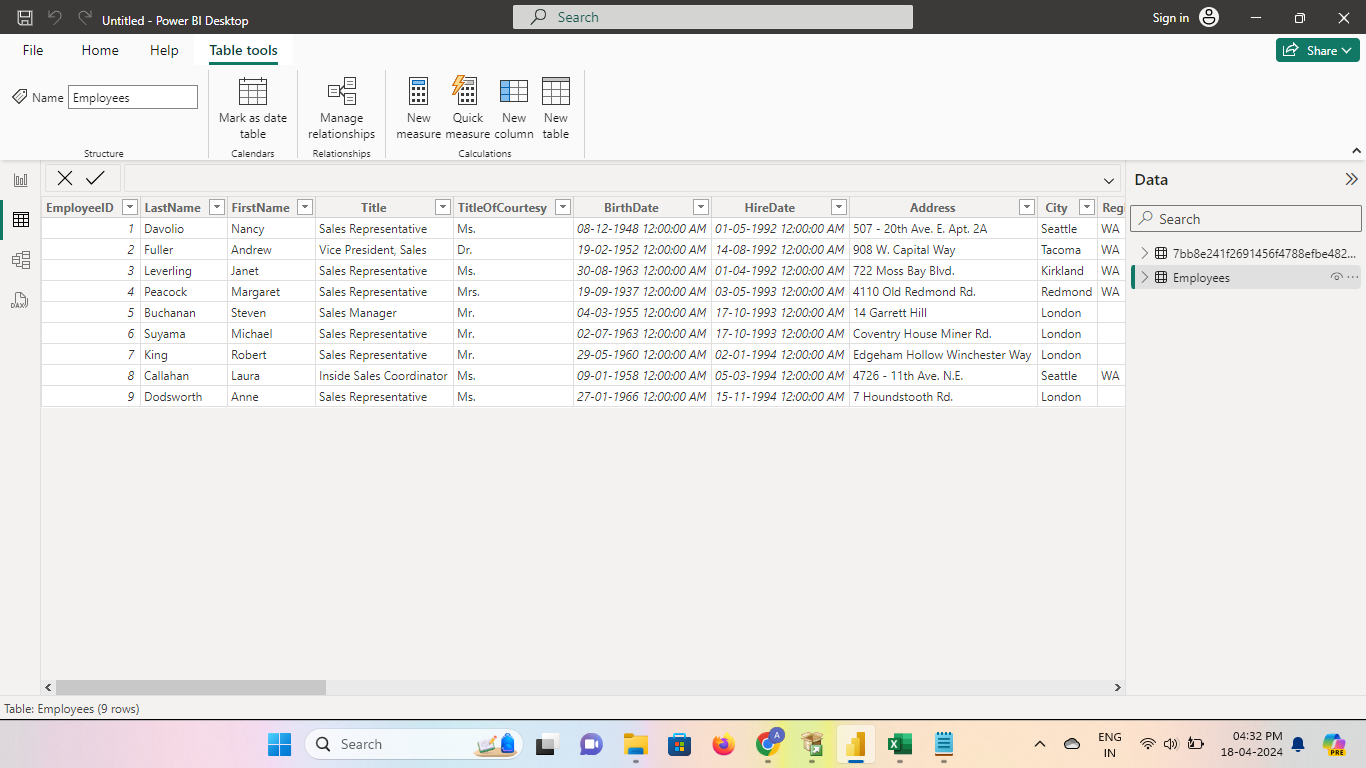 Untitled - Power BI Desktop
Search
Sign in
File
Home
Help
Table tools
Share
Name
Employees
Mark as date table
Manage relationships
New measure
Quick measure
New column
New table
Structure
Calendars
Relationships
Calculations
Data
Search
7bb8e241f2691456f4788efbe482...
Employees
EmployeeID LastName FirstName Title TitleOfCourtesy BirthDate HireDate Address City Reg
1 Davolio Nancy Sales Representative Ms. 08-12-1948 12:00:00 AM 01-05-1992 12:00:00 AM 507 - 20th Ave. E. Apt. 2A Seattle WA
2 Fuller Andrew Vice President, Sales Dr. 19-02-1952 12:00:00 AM 14-08-1992 12:00:00 AM 908 W. Capital Way Tacoma WA
3 Leverling Janet Sales Representative Ms. 30-08-1963 12:00:00 AM 01-04-1992 12:00:00 AM 722 Moss Bay Blvd. Kirkland WA
4 Peacock Margaret Sales Representative Mrs. 19-09-1937 12:00:00 AM 03-05-1993 12:00:00 AM 4110 Old Redmond Rd. Redmond WA
5 Buchanan Steven Sales Manager Mr. 04-03-1955 12:00:00 AM 17-10-1993 12:00:00 AM 14 Garrett Hill London
6 Suyama Michael Sales Representative Mr. 02-07-1963 12:00:00 AM 17-10-1993 12:00:00 AM Coventry House Miner Rd. London
7 King Robert Sales Representative Mr. 29-05-1960 12:00:00 AM 02-01-1994 12:00:00 AM Edgeham Hollow Winchester Way London
8 Callahan Laura Inside Sales Coordinator Ms. 09-01-1958 12:00:00 AM 05-03-1994 12:00:00 AM 4726 - 11th Ave. N.E. Seattle WA
9 Dodsworth Anne Sales Representative Ms. 27-01-1966 12:00:00 AM 15-11-1994 12:00:00 AM 7 Houndstooth Rd. London
Table: Employees (9 rows)
Search
ENG
IN
04:32 PM
18-04-2024